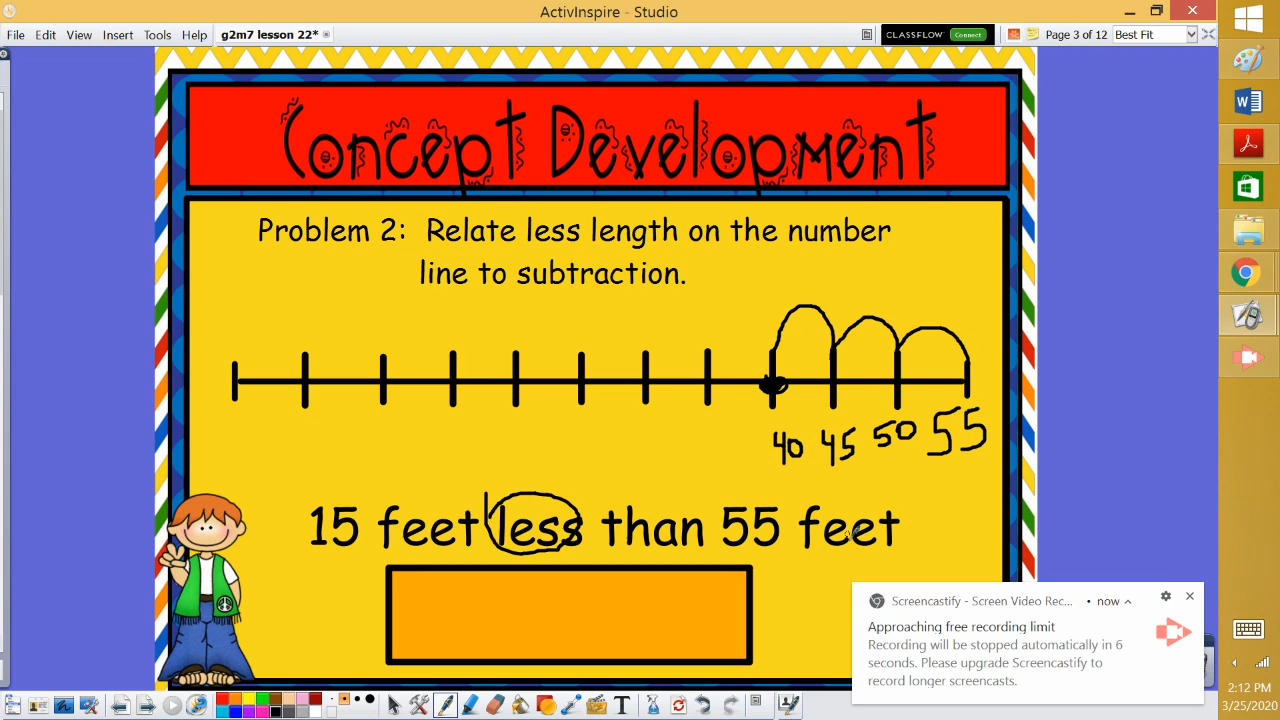 ActivInspire - Studio
File Edit View Insert Tools Help g2m7 lesson 22* CLASSFLOW Connect Page 3 of 12 Best Fit
Concept Development
Problem 2: Relate less length on the number
line to subtraction.
40 45 50 55
15 feet less than 55 feet
Screencastify - Screen Video Rec... • now
Approaching free recording limit
Recording will be stopped automatically in 6
seconds. Please upgrade Screencastify to
record longer screencasts.
2:12 PM
3/25/2020